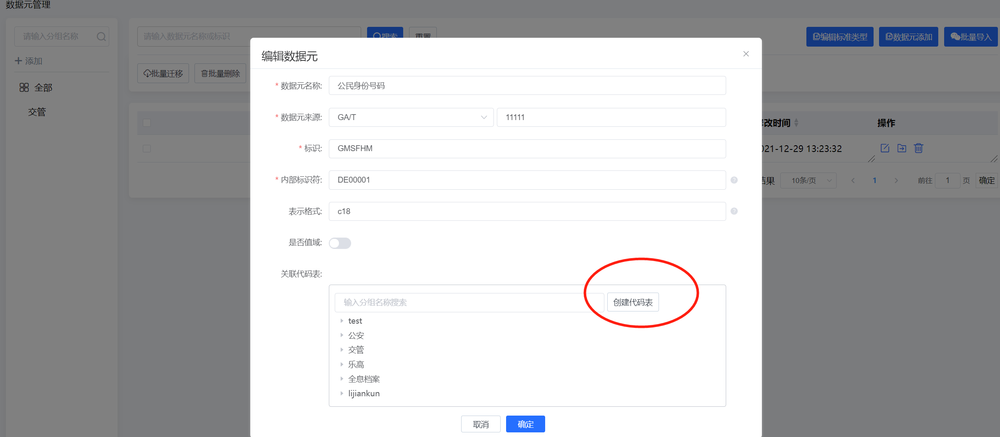 数据元管理
请输入分组名称
添加
全部
交管
请输入数据元名称或标识
搜索
重置
编辑标准类型
数据元添加
批量导入
批量迁移
批量删除
改时间
操作
021-12-29 13:23:32
结果
10条/页
1
前往
1
页
确定
编辑数据元
* 数据元名称: 公民身份号码
* 数据元来源: GA/T 11111
* 标识: GMSFHM
* 内部标识符: DE00001
表示格式: c18
是否值域:
关联代码表:
输入分组名称搜索
创建代码表
test
公安
交管
乐高
全息档案
lijiankun
取消
确定